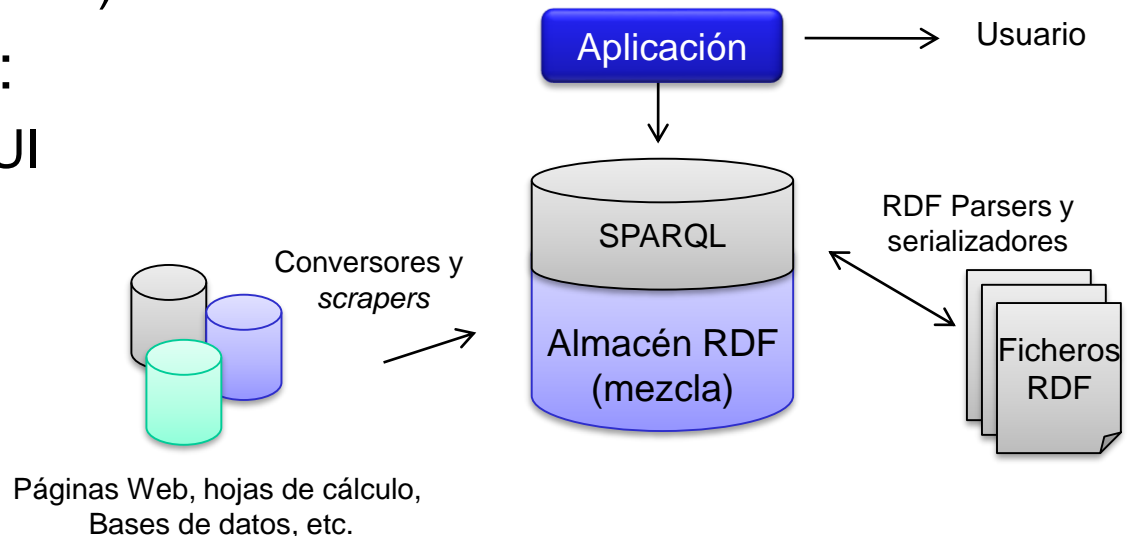 )
:
UI
Aplicación
Usuario
SPARQL
Almacén RDF
(mezcla)
RDF Parsers y
serializadores
Ficheros
RDF
Conversores y
scrapers
Páginas Web, hojas de cálculo,
Bases de datos, etc.